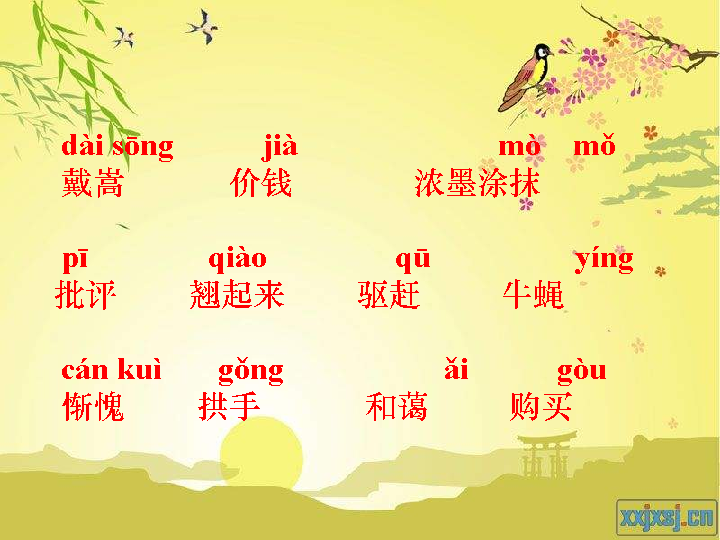 dài sōng jià mò mǒ
戴嵩 价钱 浓墨涂抹
pī qiào qū yíng
批评 翘起来 驱赶 牛蝇
cán kuì gǒng ǎi gòu
惭愧 拱手 和蔼 购买
xxjxsj.cn